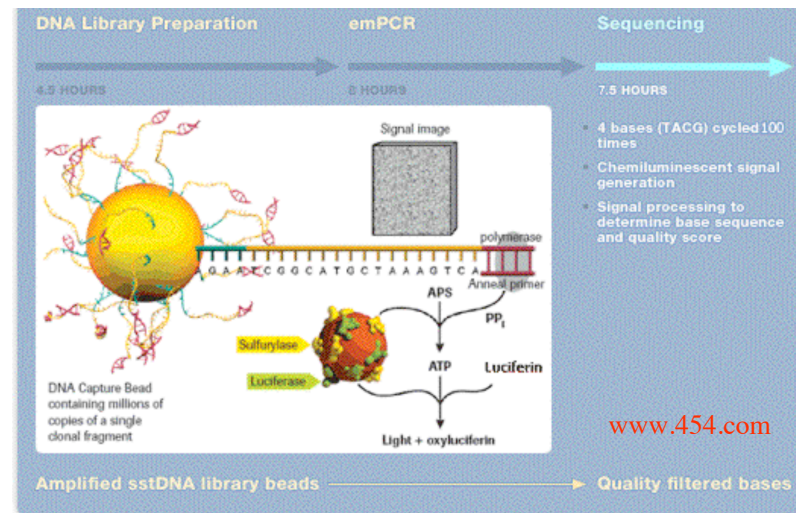 DNA Library Preparation
emPCR
Sequencing
4.5 HOURS
8 HOURS
7.5 HOURS
4 bases (TACG) cycled 100
times
Chemiluminescent signal
generation
Signal processing to
determine base sequence
and quality score
Signal image
polymerase
A G A A T C G G C A T G C T A A A G T C A
Anneal primer
APS
PPi
Sulfurylase
ATP
Luciferin
Luciferase
DNA Capture Bead
containing millions of
copies of a single
clonal fragment
Light + oxyluciferin
www.454.com
Amplified sstDNA library beads
Quality filtered bases